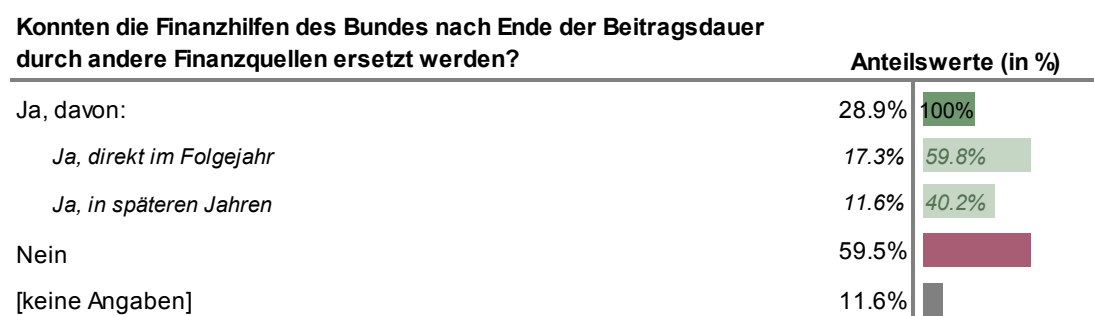 Konnten die Finanzhilfen des Bundes nach Ende der Beitragsdauer
durch andere Finanzquellen ersetzt werden? Anteilswerte (in %)
Ja, davon: 28.9% 100%
Ja, direkt im Folgejahr 17.3% 59.8%
Ja, in späteren Jahren 11.6% 40.2%
Nein 59.5%
[keine Angaben] 11.6%